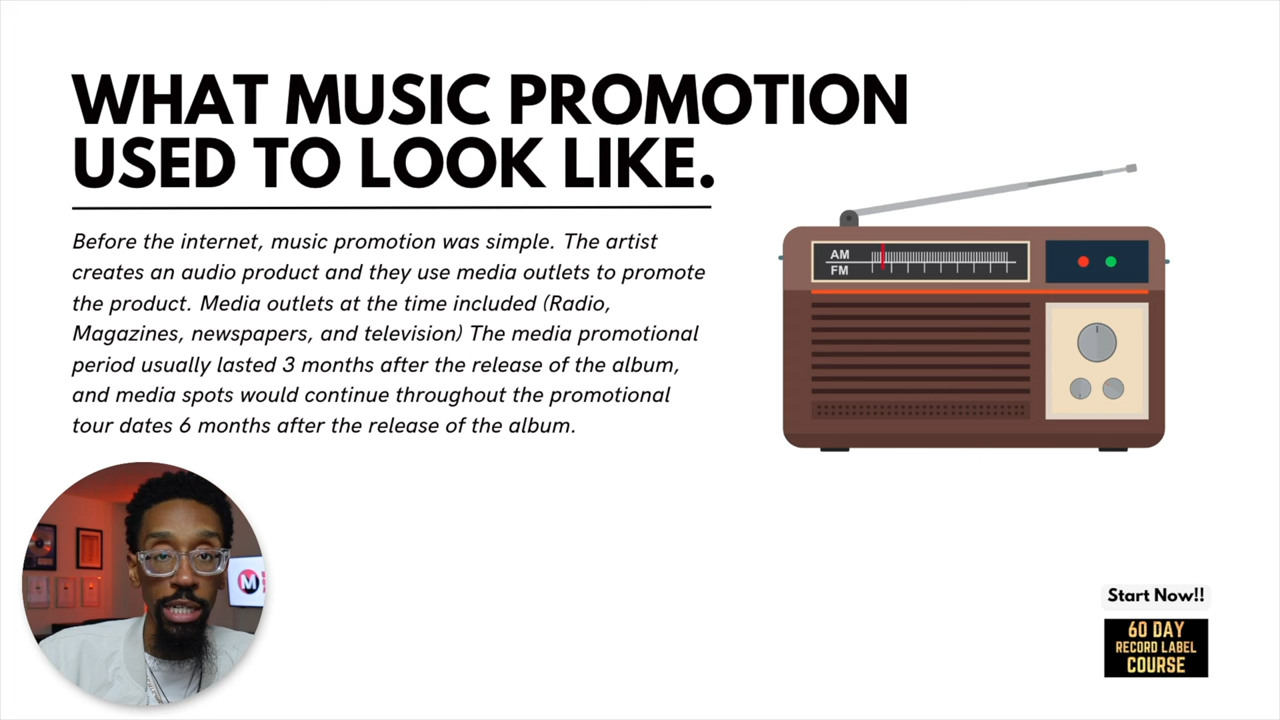 WHAT MUSIC PROMOTION
USED TO LOOK LIKE.
Before the internet, music promotion was simple. The artist
creates an audio product and they use media outlets to promote
the product. Media outlets at the time included (Radio,
Magazines, newspapers, and television) The media promotional
period usually lasted 3 months after the release of the album,
and media spots would continue throughout the promotional
tour dates 6 months after the release of the album.
AM
FM
M
Start Now!!
60 DAY
RECORD LABEL
COURSE